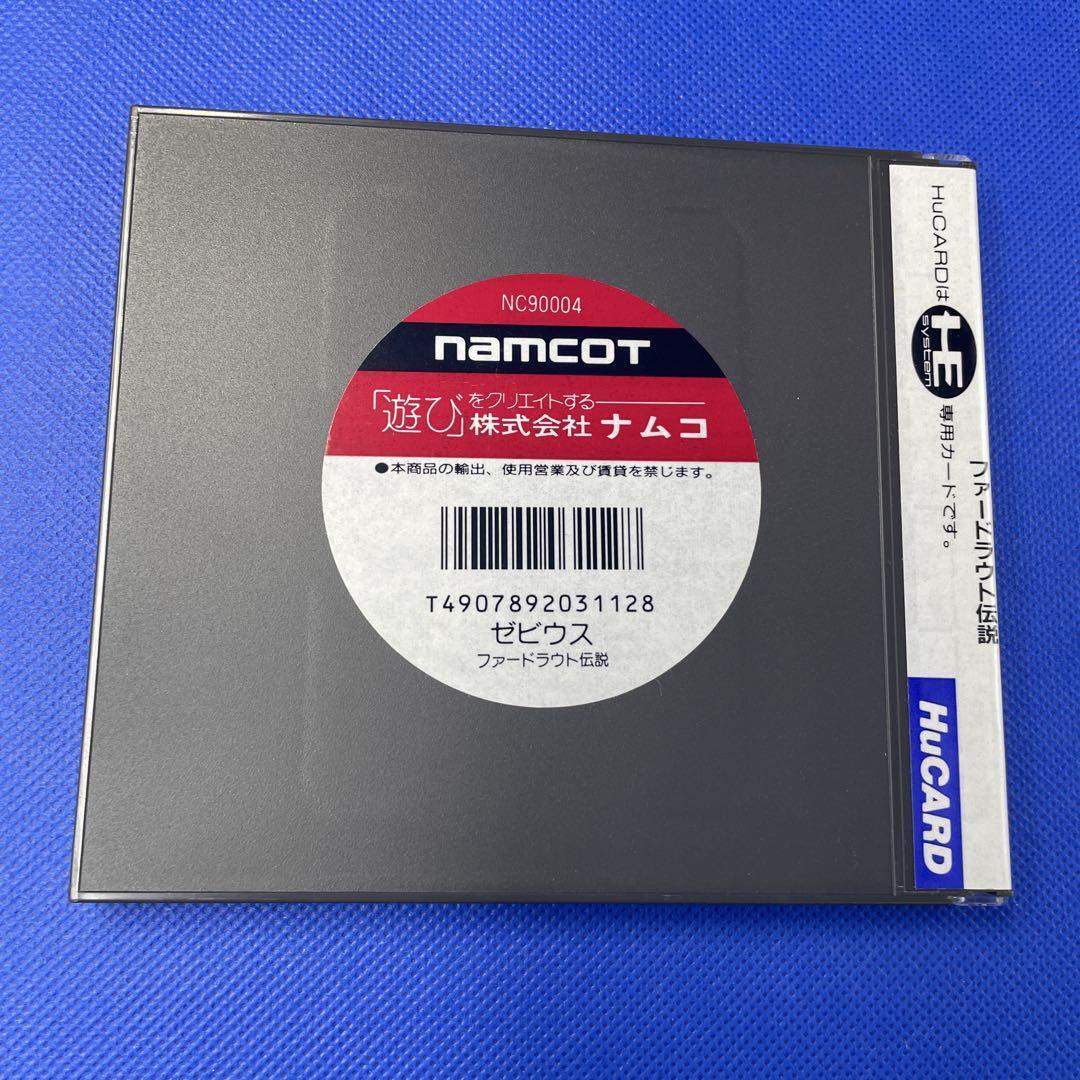 NC90004
namcot
「遊び」をクリエイトする
株式会社ナムコ
●本商品の輸出、使用営業及び賃貸を禁じます。
T4907892031128
ゼビウス
ファードラウト伝説
HuCARDは HE system 専用カードです。
ファードラウト伝説
HuCARD